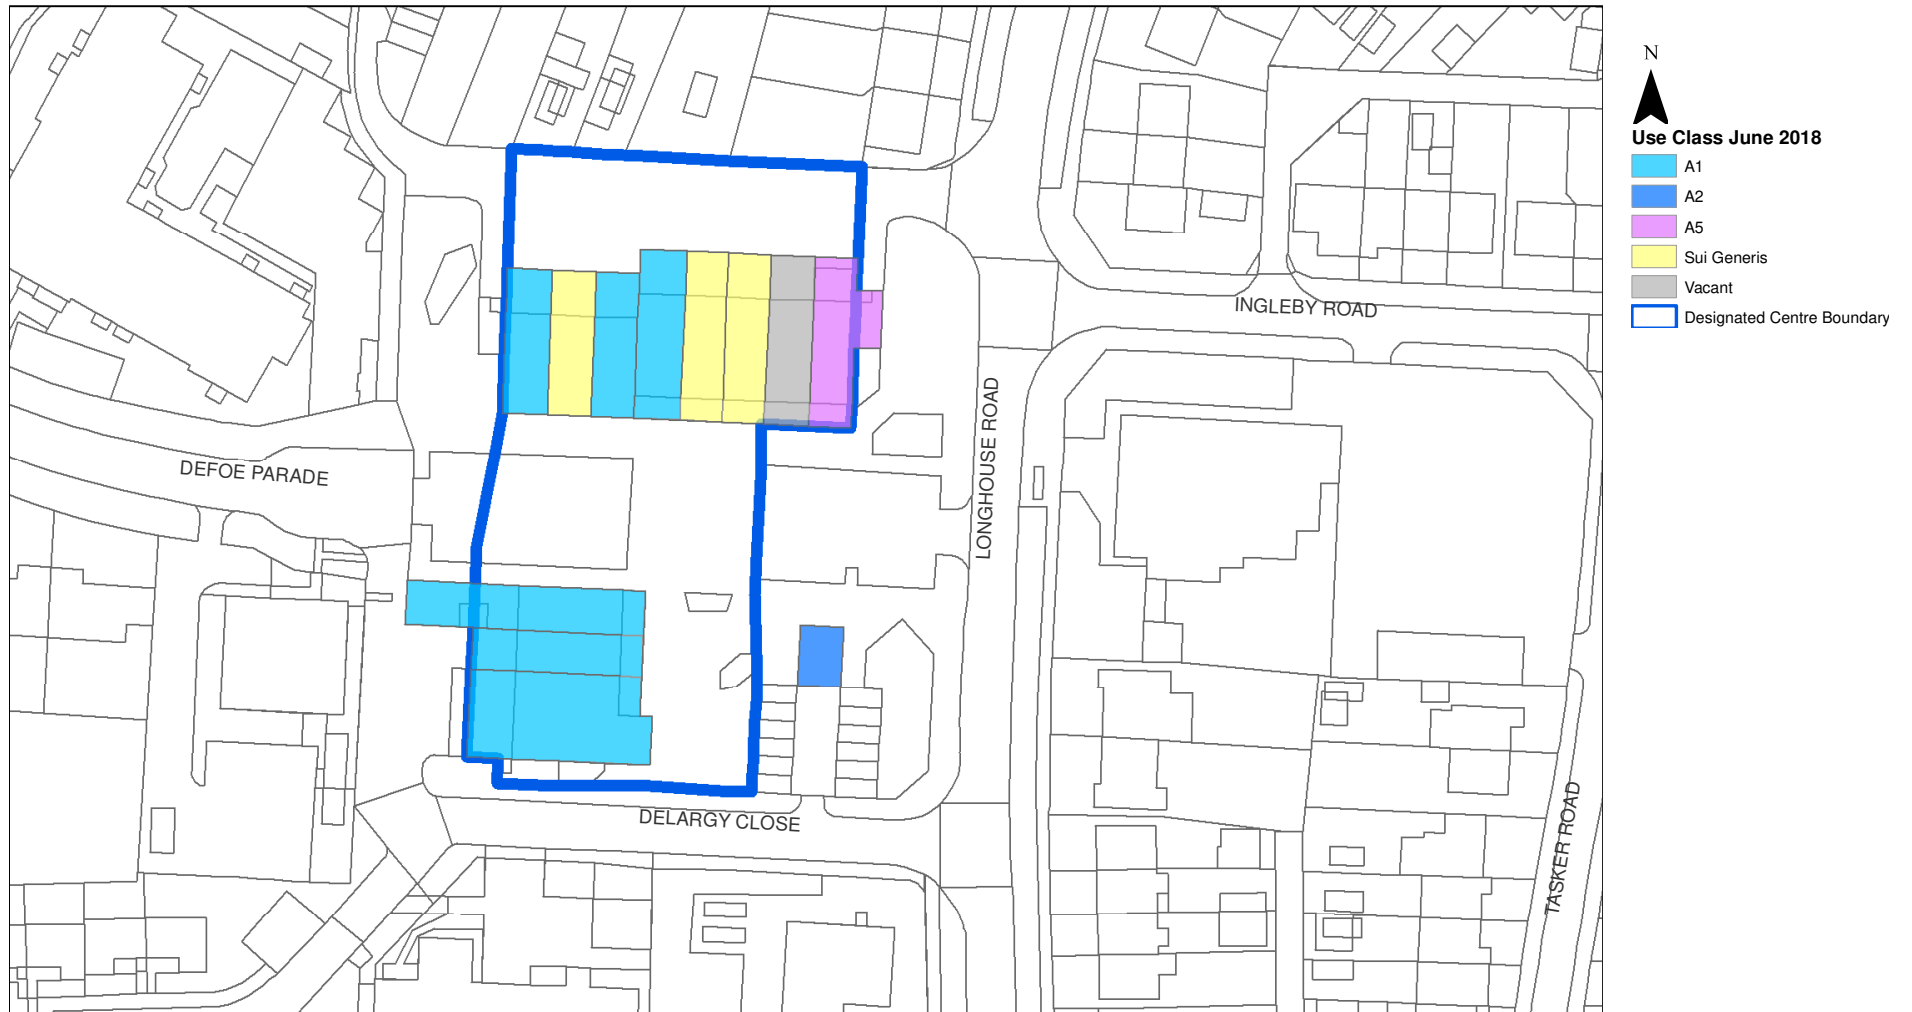 N
Use Class June 2018
A1
A2
A5
Sui Generis
Vacant
Designated Centre Boundary
INGLEBY ROAD
LONGHOUSE ROAD
DEFOE PARADE
DELARGY CLOSE
TASKER ROAD